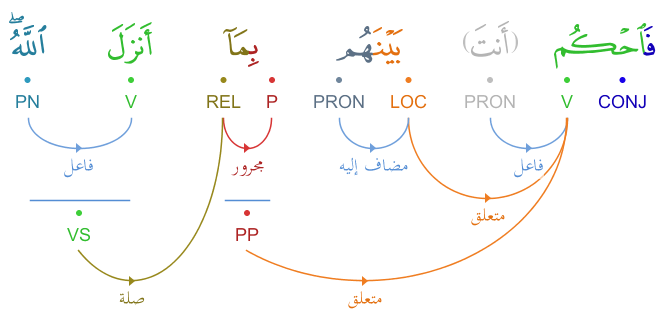 فَٱحْكُم (أَنتَ) بَيْنَهُم بِمَآ أَنزَلَ ٱللَّهُ ۖ
CONJ V PRON LOC PRON P REL V PN
فاعل مضاف إليه مجرور فاعل
متعلق
PP VS
متعلق صلة